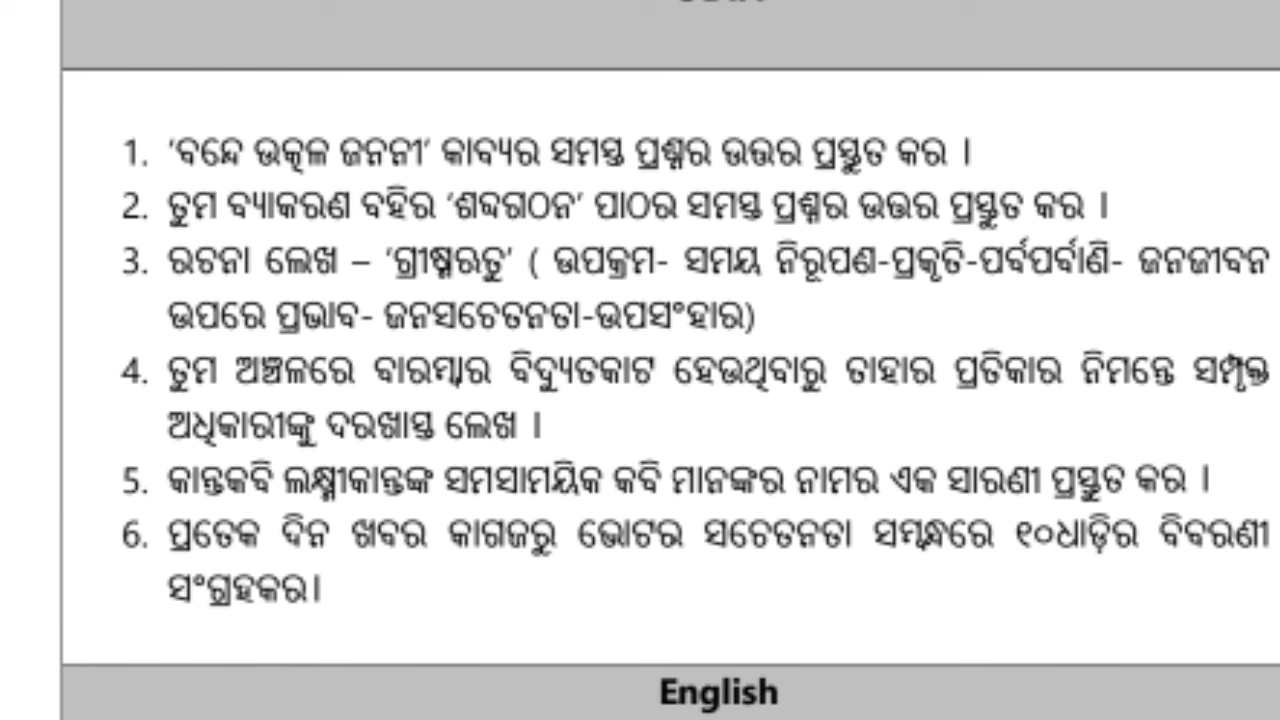 1. ‘ବନ୍ଦେ ଉତ୍କଳ ଜନନୀ’ କାବ୍ୟର ସମସ୍ତ ପ୍ରଶ୍ନର ଉତ୍ତର ପ୍ରସ୍ତୁତ କର ।
2. ତୁମ ବ୍ୟାକରଣ ବହିର ‘ଶବ୍ଦଗଠନ’ ପାଠର ସମସ୍ତ ପ୍ରଶ୍ନର ଉତ୍ତର ପ୍ରସ୍ତୁତ କର ।
3. ରଚନା ଲେଖ – ‘ଗ୍ରୀଷ୍ମଋତୁ’ ( ଉପକ୍ରମ- ସମୟ ନିରୂପଣ-ପ୍ରକୃତି-ପର୍ବପର୍ବାଣି- ଜନଜୀବନ
ଉପରେ ପ୍ରଭାବ- ଜନସଚେତନତା-ଉପସଂହାର)
4. ତୁମ ଅଞ୍ଚଳରେ ବାରମ୍ବାର ବିଦ୍ୟୁତକାଟ ହେଉଥିବାରୁ ତାହାର ପ୍ରତିକାର ନିମନ୍ତେ ସମ୍ପୃକ୍ତ
ଅଧିକାରୀଙ୍କୁ ଦରଖାସ୍ତ ଲେଖ ।
5. କାନ୍ତକବି ଲକ୍ଷ୍ମୀକାନ୍ତଙ୍କ ସମସାମୟିକ କବି ମାନଙ୍କର ନାମର ଏକ ସାରଣୀ ପ୍ରସ୍ତୁତ କର ।
6. ପ୍ରତେକ ଦିନ ଖବର କାଗଜରୁ ଭୋଟର ସଚେତନତା ସମ୍ବନ୍ଧରେ ୧୦ଧାଡ଼ିର ବିବରଣୀ
ସଂଗ୍ରହକର।
English